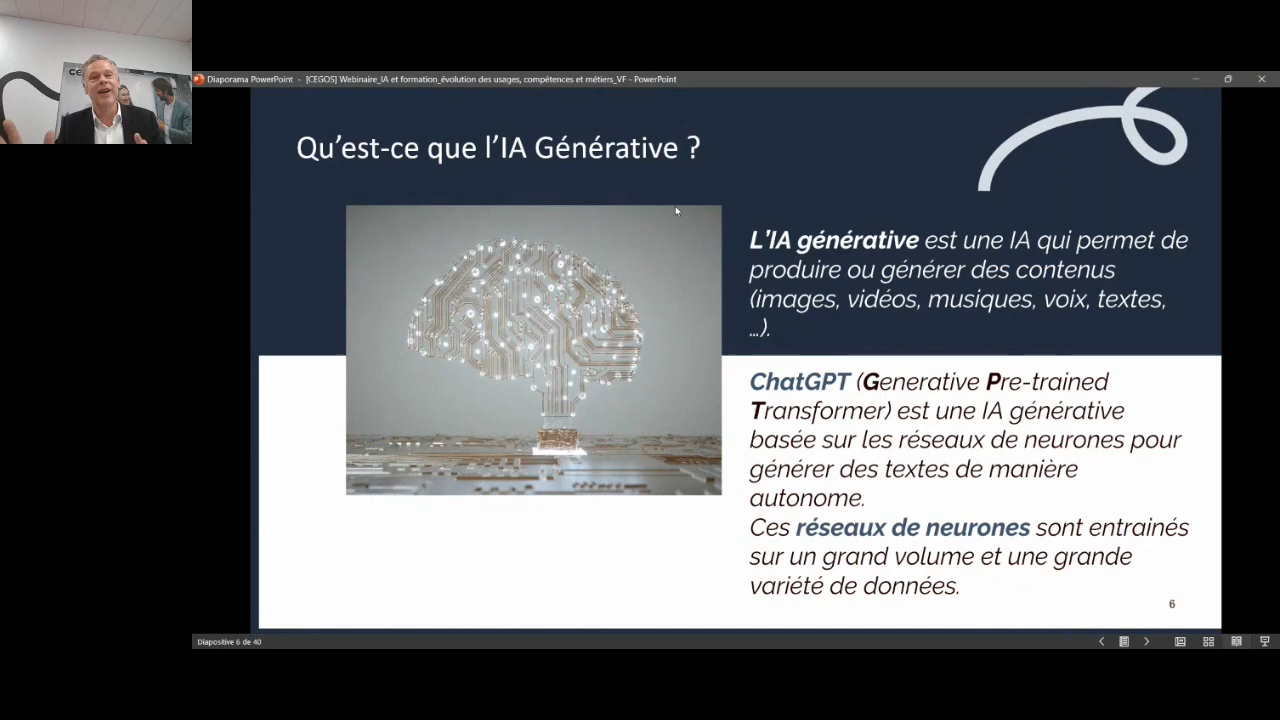 ce
Diaporama PowerPoint - [CEGOS] Webinaire_IA et formation_évolution des usages, compétences et métiers_VF - PowerPoint
Qu'est-ce que l'IA Générative ?
L'IA générative est une IA qui permet de
produire ou générer des contenus
(images, vidéos, musiques, voix, textes,
…).
ChatGPT (Generative Pre-trained
Transformer) est une IA générative
basée sur les réseaux de neurones pour
générer des textes de manière
autonome.
Ces réseaux de neurones sont entrainés
sur un grand volume et une grande
variété de données.
6
Diapositive 6 de 40